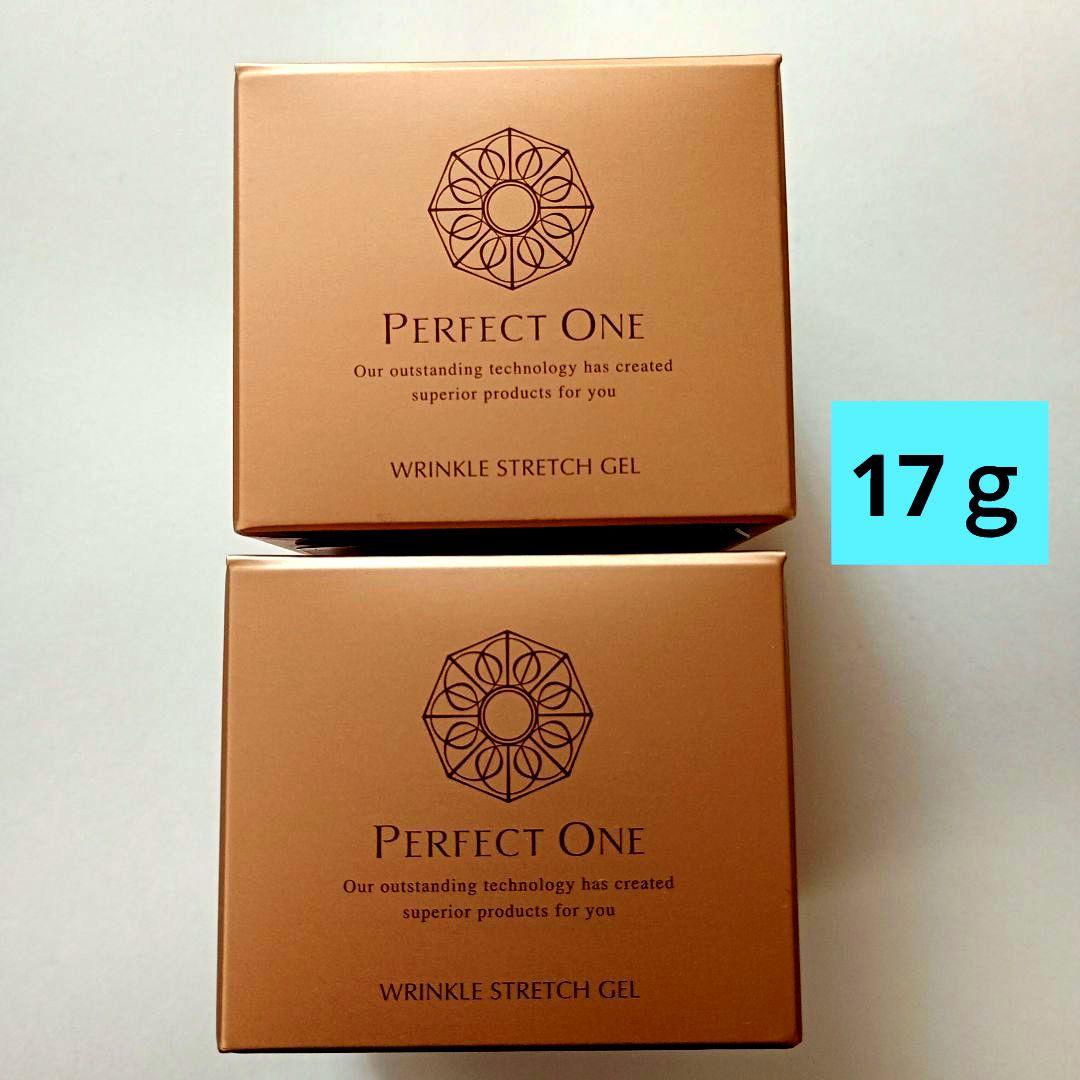 PERFECT ONE
Our outstanding technology has created
superior products for you
WRINKLE STRETCH GEL
17g
PERFECT ONE
Our outstanding technology has created
superior products for you
WRINKLE STRETCH GEL